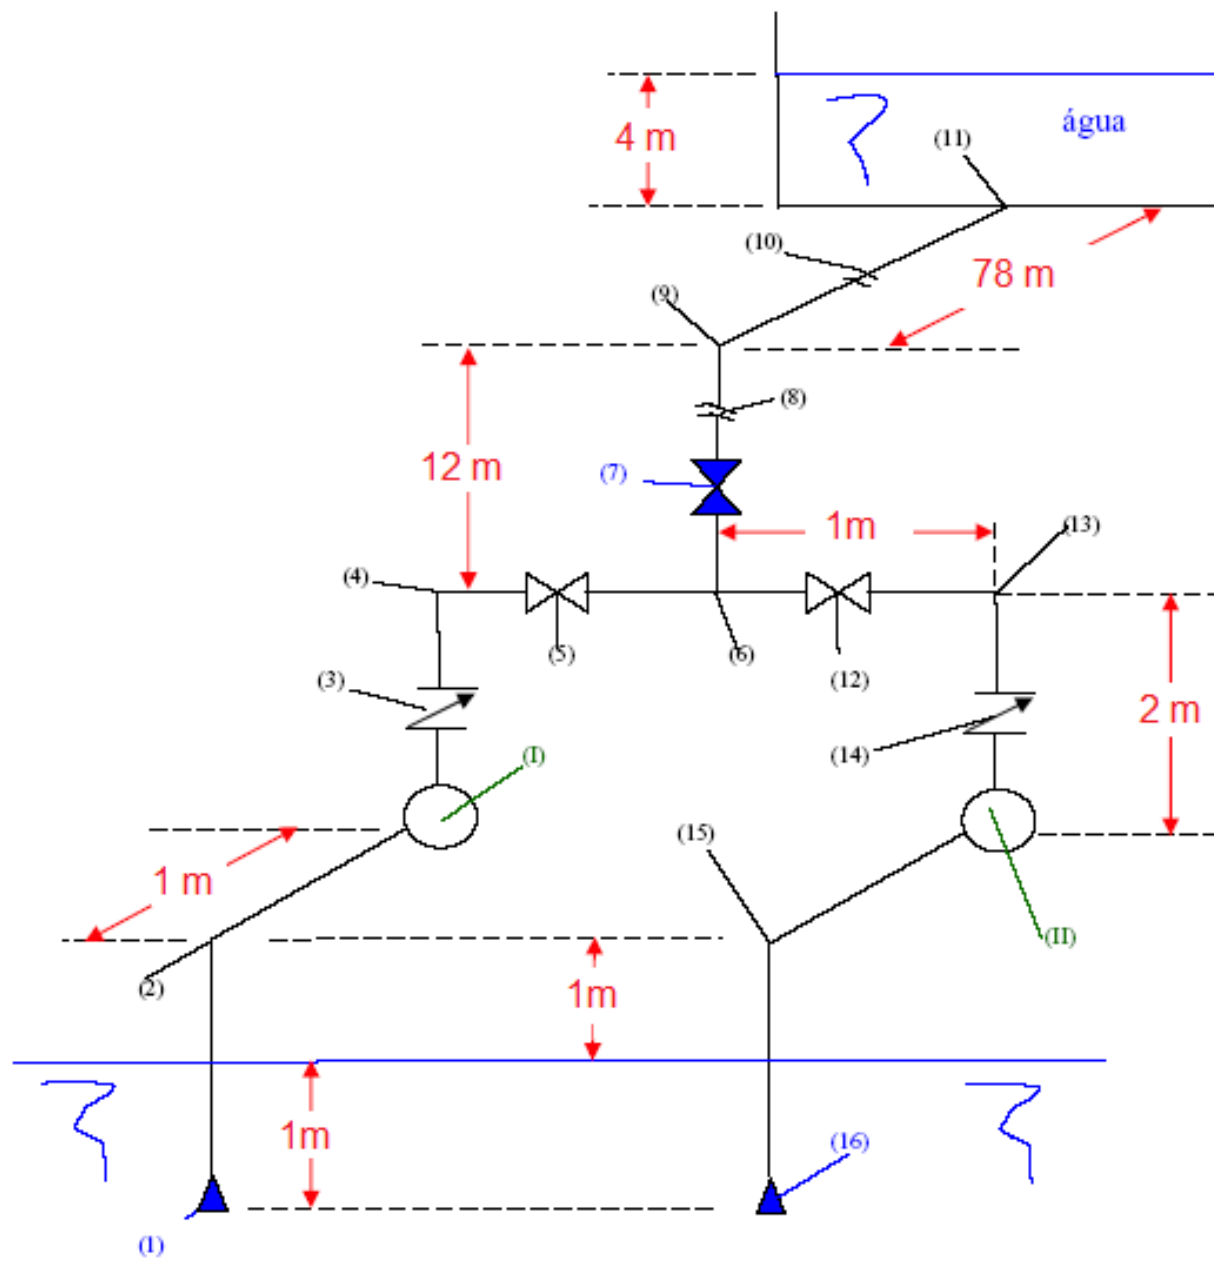 4 m
água
(11)
(10)
78 m
(9)
(8)
12 m
(7)
1m
(13)
(4)
(5)
(6)
(12)
(3)
2 m
(14)
(I)
(15)
1 m
(II)
(2)
1m
1m
(16)
(1)